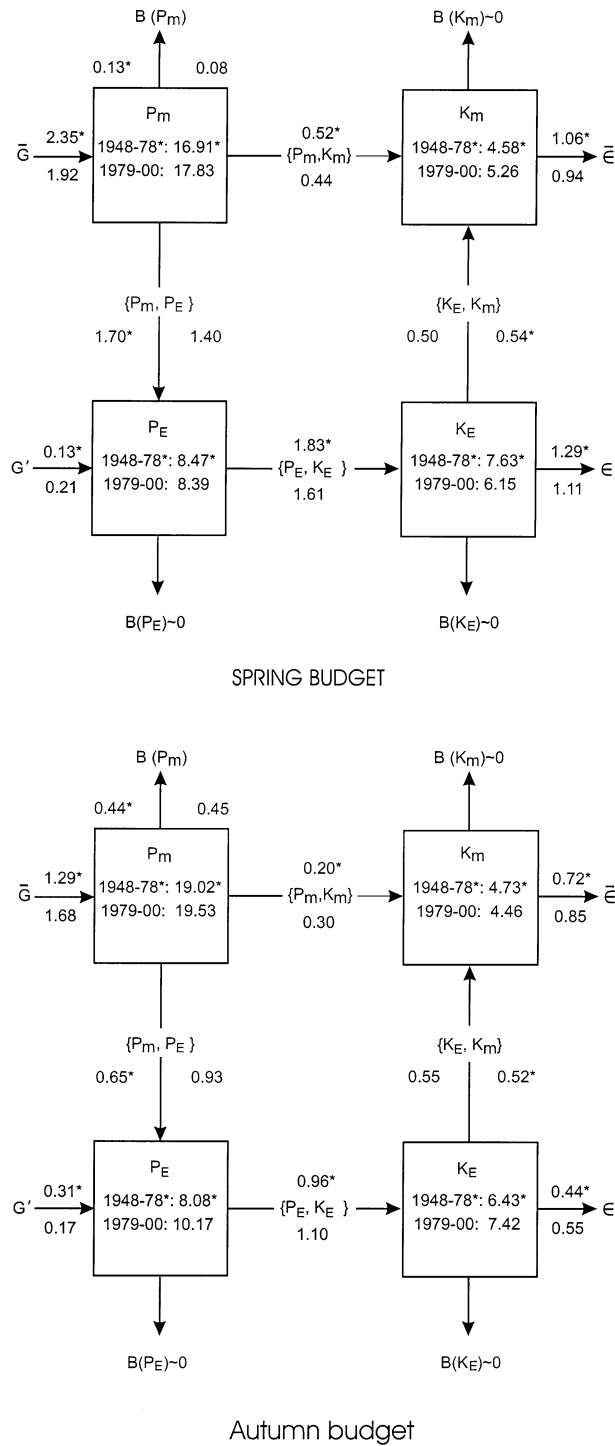 B (Pm) B (Km)~0
0.13* 0.08
Pm Km
2.35* 0.52* 1.06*
1948-78*: 16.91* 1948-78*: 4.58*
G̅ {Pm,Km} ϵ̅
1979-00: 17.83 1979-00: 5.26
1.92 0.44 0.94
{Pm, PE } {KE, Km}
1.70* 1.40 0.50 0.54*
PE KE
0.13* 1.83* 1.29*
1948-78*: 8.47* 1948-78*: 7.63*
G′ {PE, KE } ϵ
1979-00: 8.39 1979-00: 6.15
0.21 1.61 1.11
B(PE)~0 B(KE)~0
SPRING BUDGET
B (Pm) B (Km)~0
0.44* 0.45
Pm Km
1.29* 0.20* 0.72*
1948-78*: 19.02* 1948-78*: 4.73*
G̅ {Pm,Km} ϵ̅
1979-00: 19.53 1979-00: 4.46
1.68 0.30 0.85
{Pm, PE } {KE, Km}
0.65* 0.93 0.55 0.52*
PE KE
0.31* 0.96* 0.44*
1948-78*: 8.08* 1948-78*: 6.43*
G′ {PE, KE } ϵ
1979-00: 10.17 1979-00: 7.42
0.17 1.10 0.55
B(PE)~0 B(KE)~0
Autumn budget